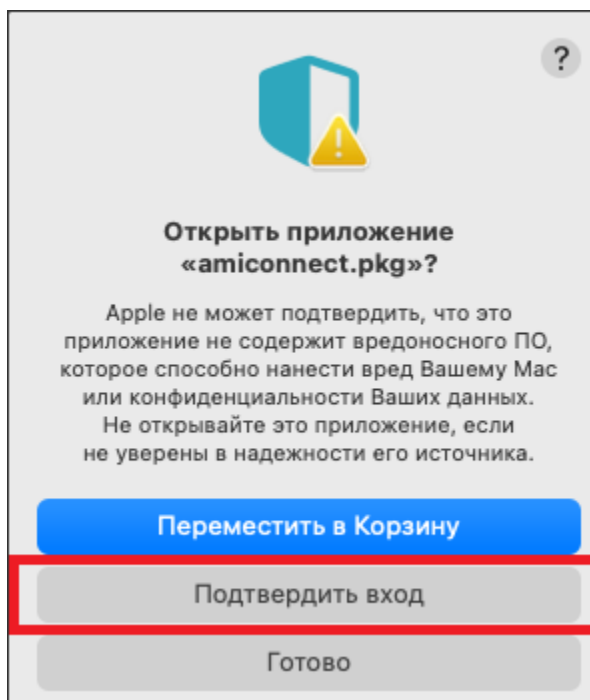 ?
Открыть приложение
«amiconnect.pkg»?
Apple не может подтвердить, что это
приложение не содержит вредоносного ПО,
которое способно нанести вред Вашему Mac
или конфиденциальности Ваших данных.
Не открывайте это приложение, если
не уверены в надежности его источника.
Переместить в Корзину
Подтвердить вход
Готово